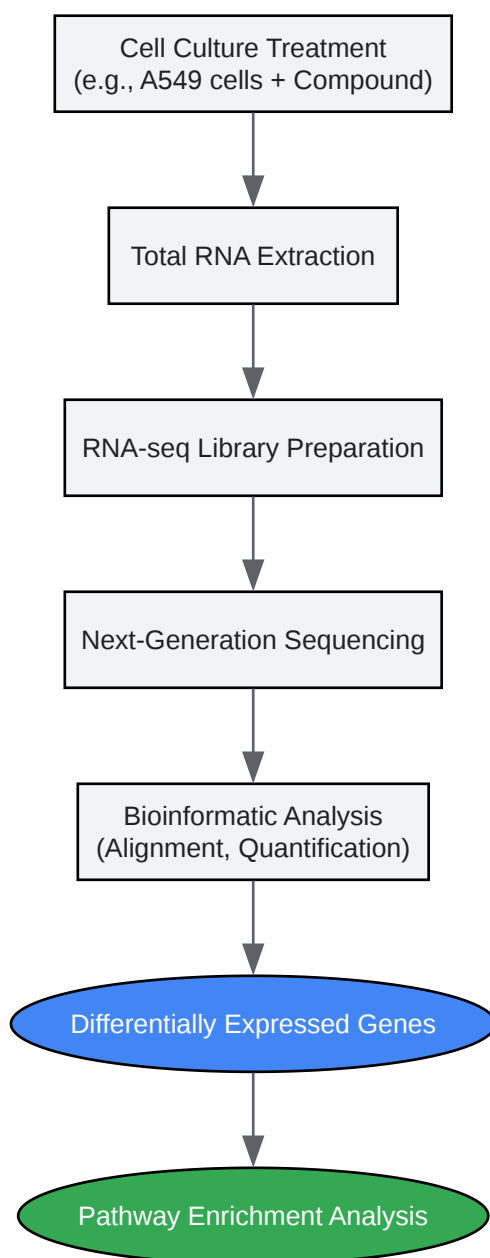 Cell Culture Treatment
(e.g., A549 cells + Compound)
Total RNA Extraction
RNA-seq Library Preparation
Next-Generation Sequencing
Bioinformatic Analysis
(Alignment, Quantification)
Differentially Expressed Genes
Pathway Enrichment Analysis